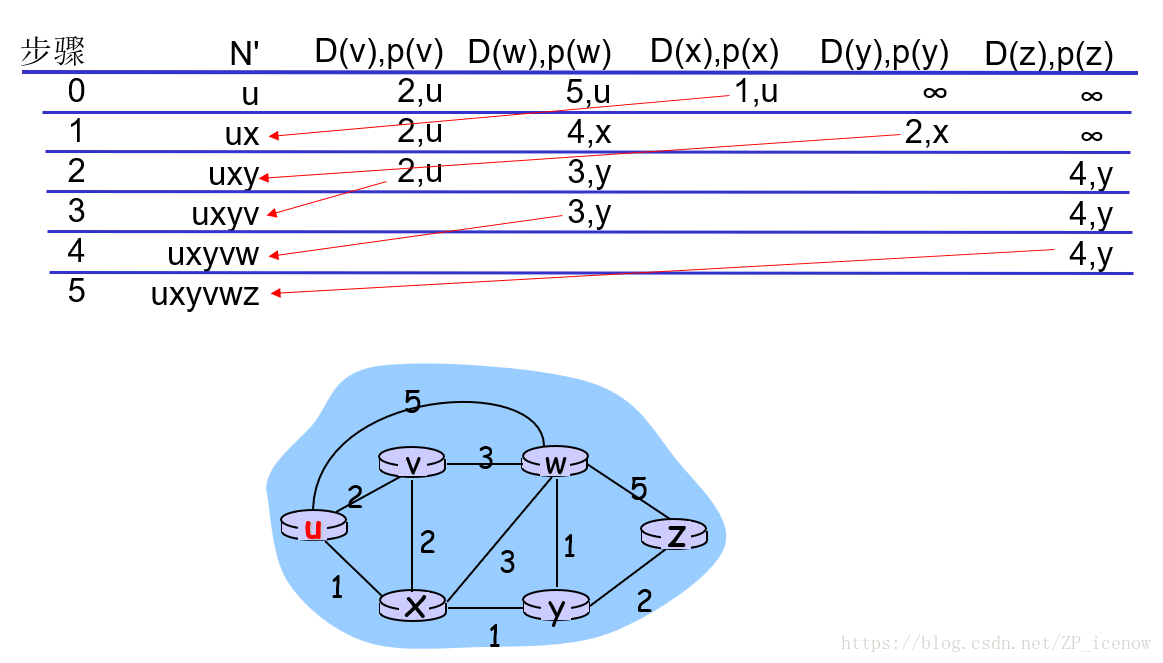 步骤 N' D(v),p(v) D(w),p(w) D(x),p(x) D(y),p(y) D(z),p(z)
0 u 2,u 5,u 1,u ∞ ∞
1 ux 2,u 4,x 2,x ∞
2 uxy 2,u 3,y 4,y
3 uxyv 3,y 4,y
4 uxyvw 4,y
5 uxyvwz
5
v 3 w
2 5
u 2 1 z
3
1 2
x y
1
https://blog.csdn.net/ZP_icenow